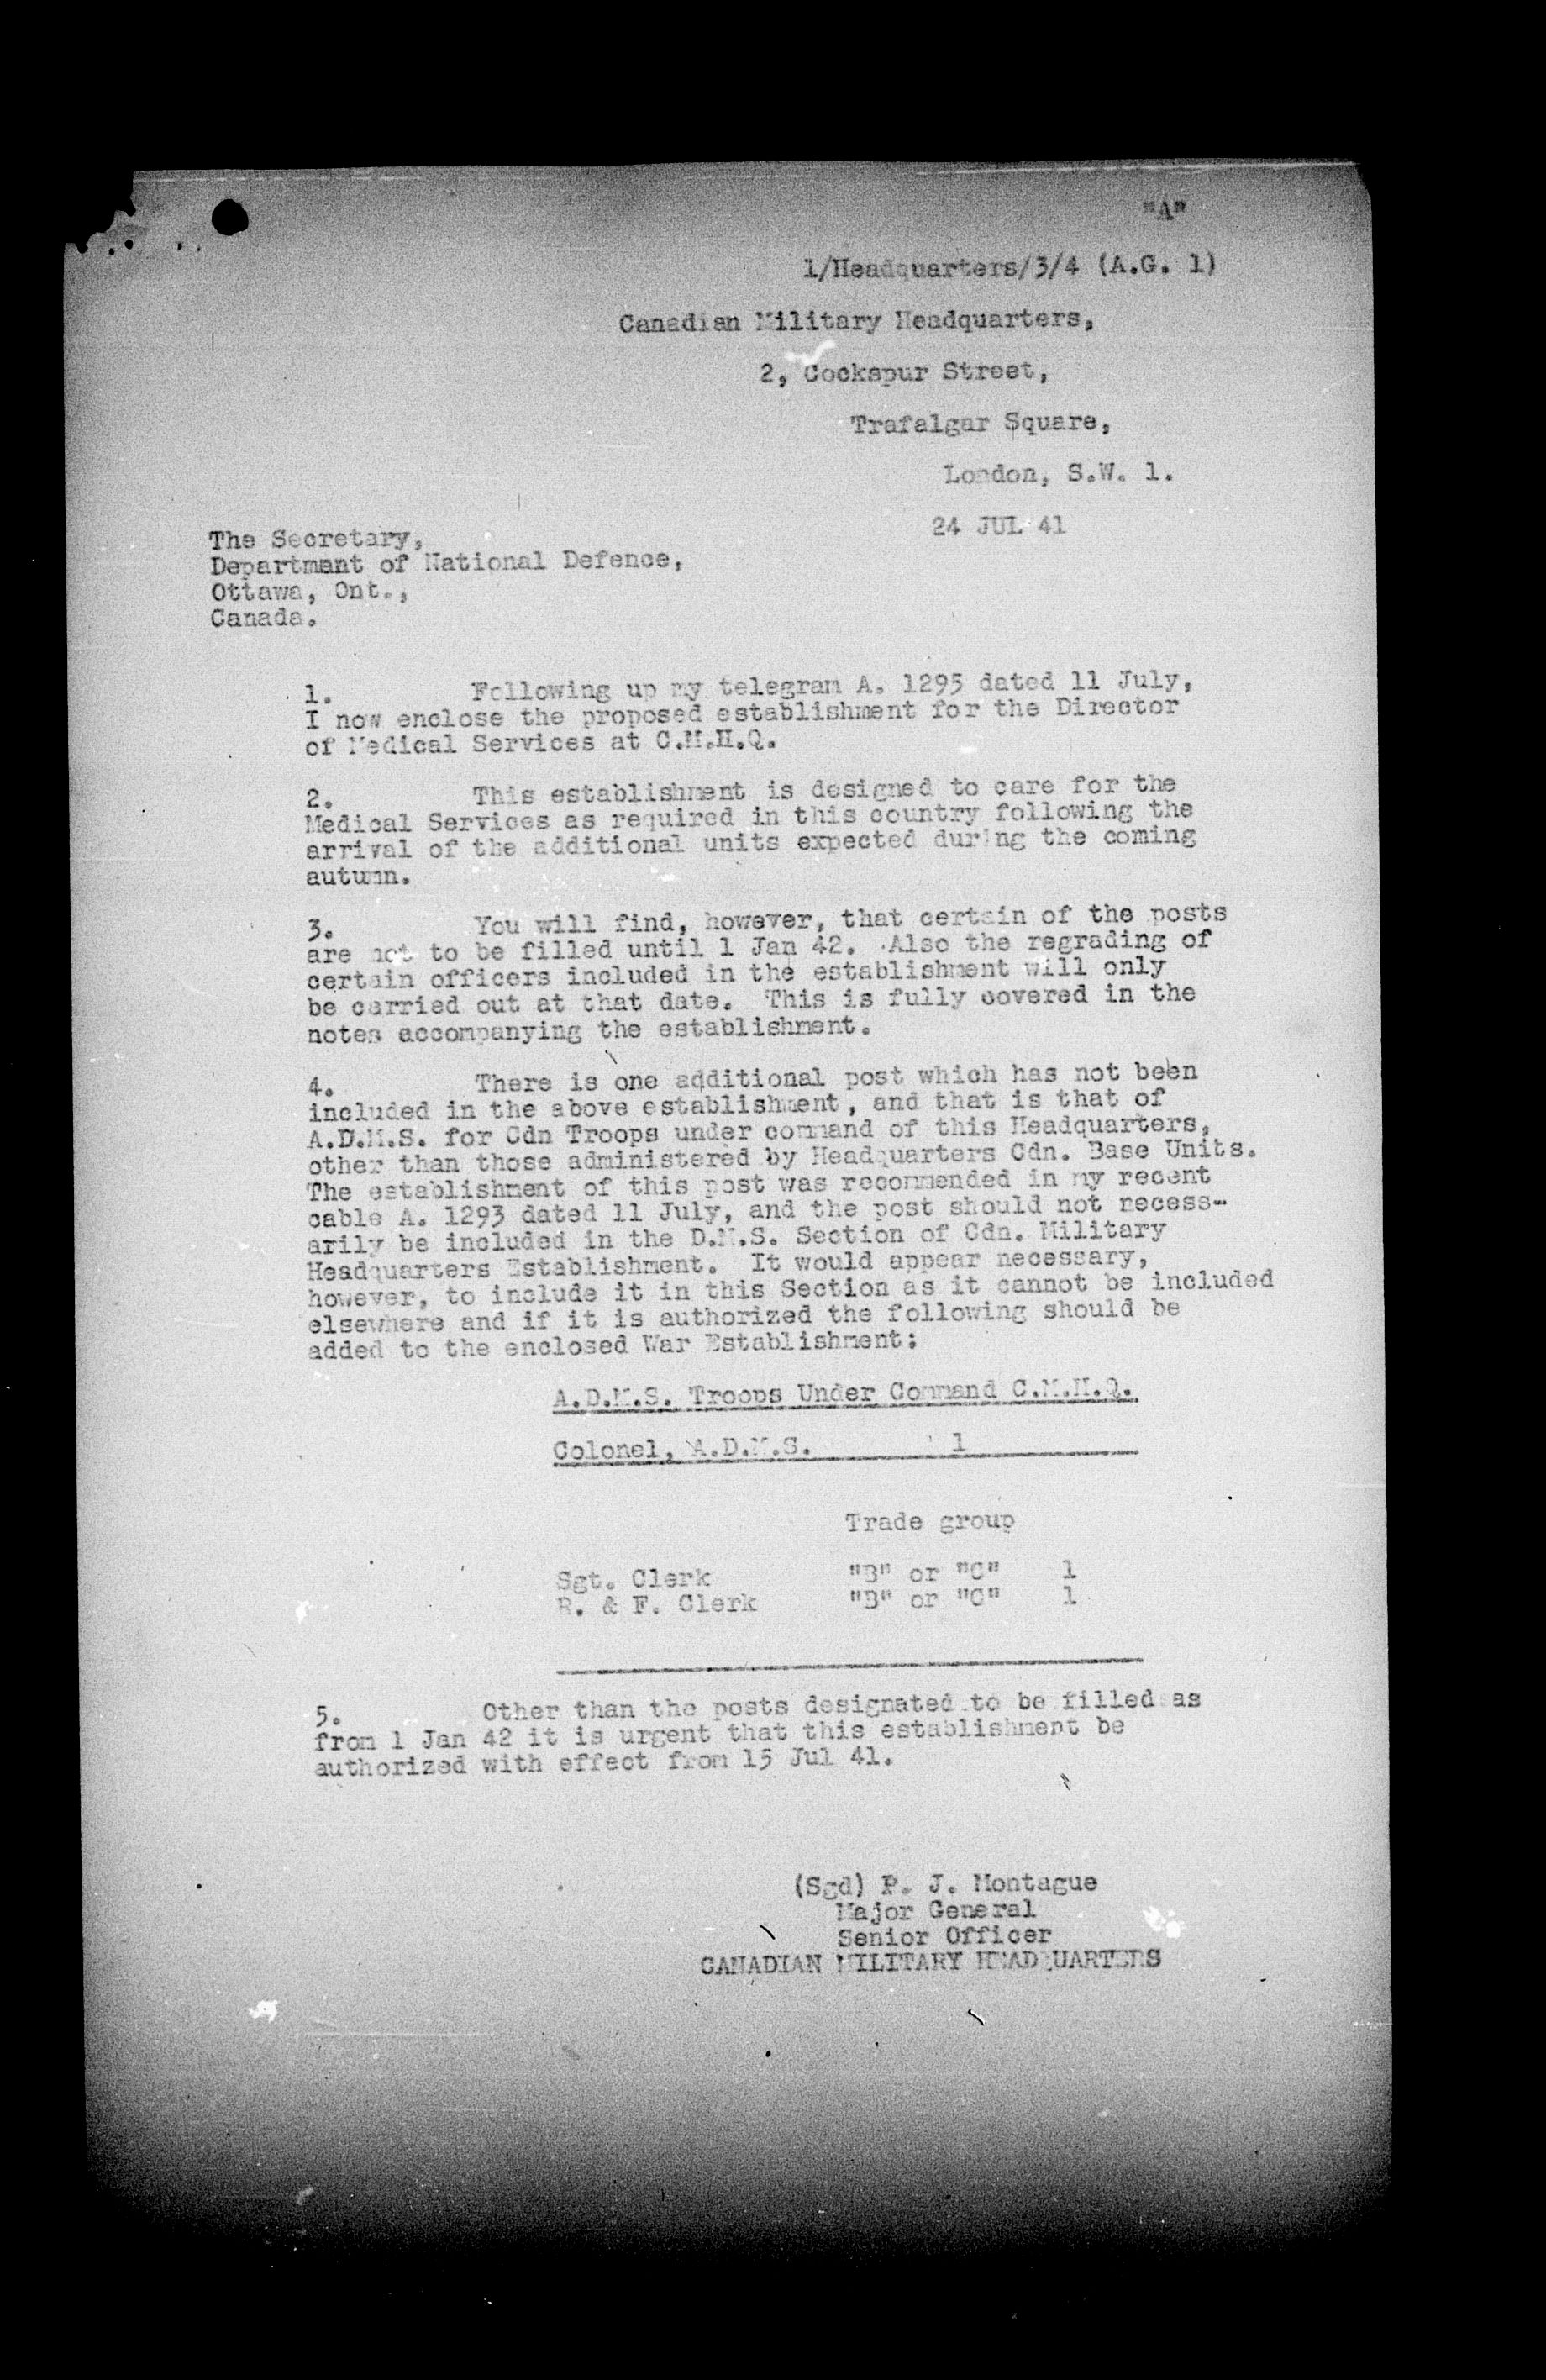 "A"
1/Headquarters/3/4 (A.G. 1)
Canadian Military Headquarters,
2, Cockspur Street,
Trafalgar Square,
London, S.W. 1.
24 JUL 41
The Secretary,
Department of National Defence,
Ottawa, Ont.,
Canada.
1. Following up my telegram A. 1295 dated 11 July,
I now enclose the proposed establishment for the Director
of Medical Services at C.M.H.Q.
2. This establishment is designed to care for the
Medical Services as required in this country following the
arrival of the additional units expected during the coming
autumn.
3. You will find, however, that certain of the posts
are not to be filled until 1 Jan 42. Also the regrading of
certain officers included in the establishment will only
be carried out at that date. This is fully covered in the
notes accompanying the establishment.
4. There is one additional post which has not been
included in the above establishment, and that is that of
A.D.M.S. for Cdn Troops under command of this Headquarters,
other than those administered by Headquarters Cdn. Base Units.
The establishment of this post was recommended in my recent
cable A. 1293 dated 11 July, and the post should not necess-
arily be included in the D.M.S. Section of Cdn. Military
Headquarters Establishment. It would appear necessary,
however, to include it in this Section as it cannot be included
elsewhere and if it is authorized the following should be
added to the enclosed War Establishment:
A.D.M.S. Troops Under Command C.M.H.Q.
Colonel, A.D.M.S. 1
Trade group
Sgt. Clerk "B" or "C" 1
R. & F. Clerk "B" or "C" 1
5. Other than the posts designated to be filled as
from 1 Jan 42 it is urgent that this establishment be
authorized with effect from 15 Jul 41.
(Sgd) P. J. Montague
Major General
Senior Officer
CANADIAN MILITARY HEADQUARTERS